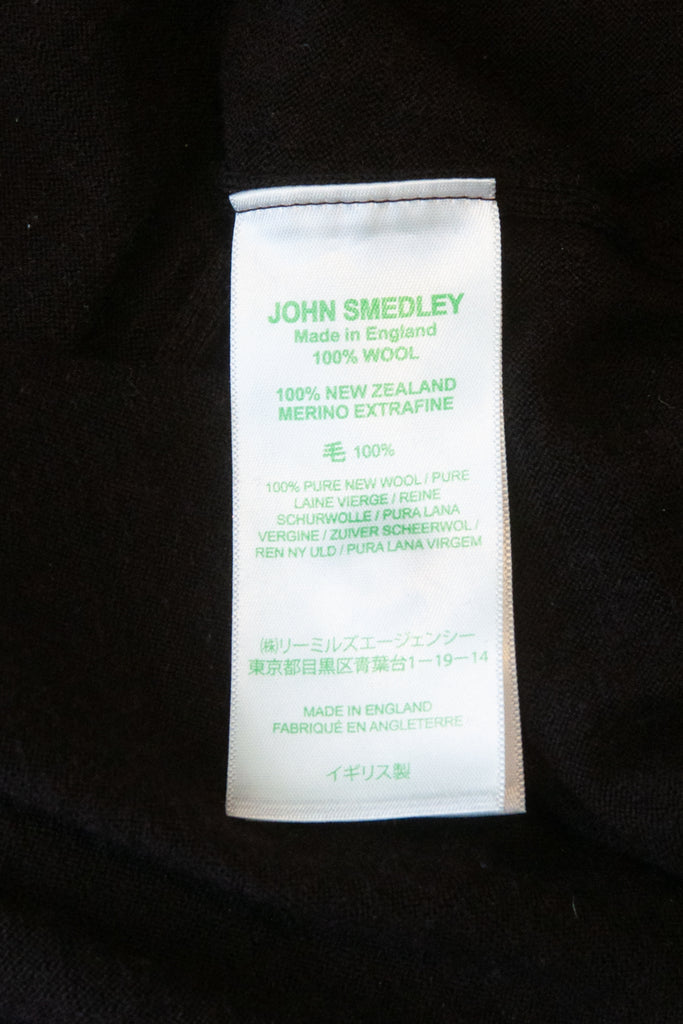 JOHN SMEDLEY
Made in England
100% WOOL
100% NEW ZEALAND
MERINO EXTRAFINE
毛 100%
100% PURE NEW WOOL / PURE
LAINE VIERGE / REINE
SCHURWOLLE / PURA LANA
VERGINE / ZUIVER SCHEERWOL /
REN NY ULD / PURA LANA VIRGEM
㈱リーミルズエージェンシー
東京都目黒区青葉台1－19－14
MADE IN ENGLAND
FABRIQUÉ EN ANGLETERRE
イギリス製